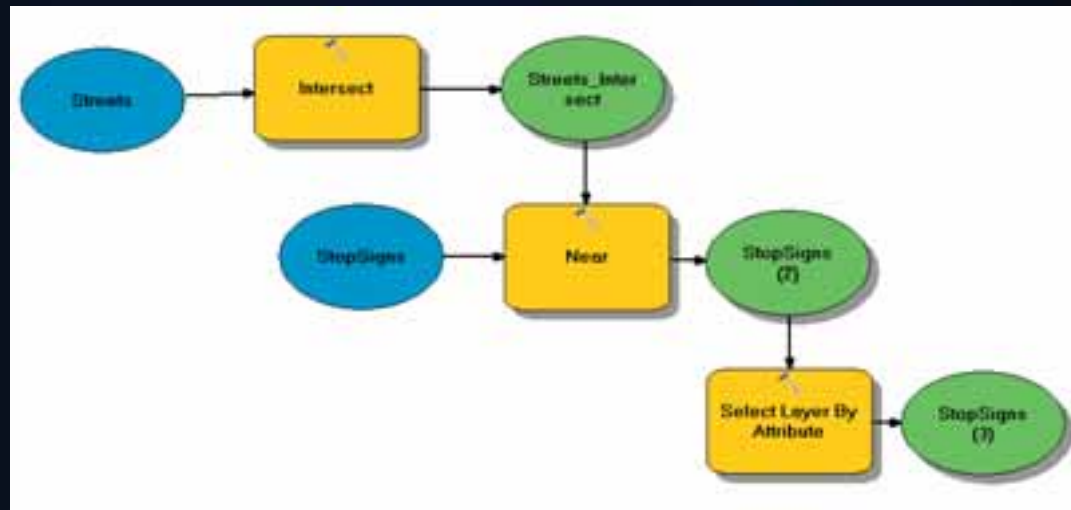 Streets
Intersect
Streets_Inter
sect
StopSigns
Near
StopSigns
(2)
Select Layer By
Attribute
StopSigns
(3)